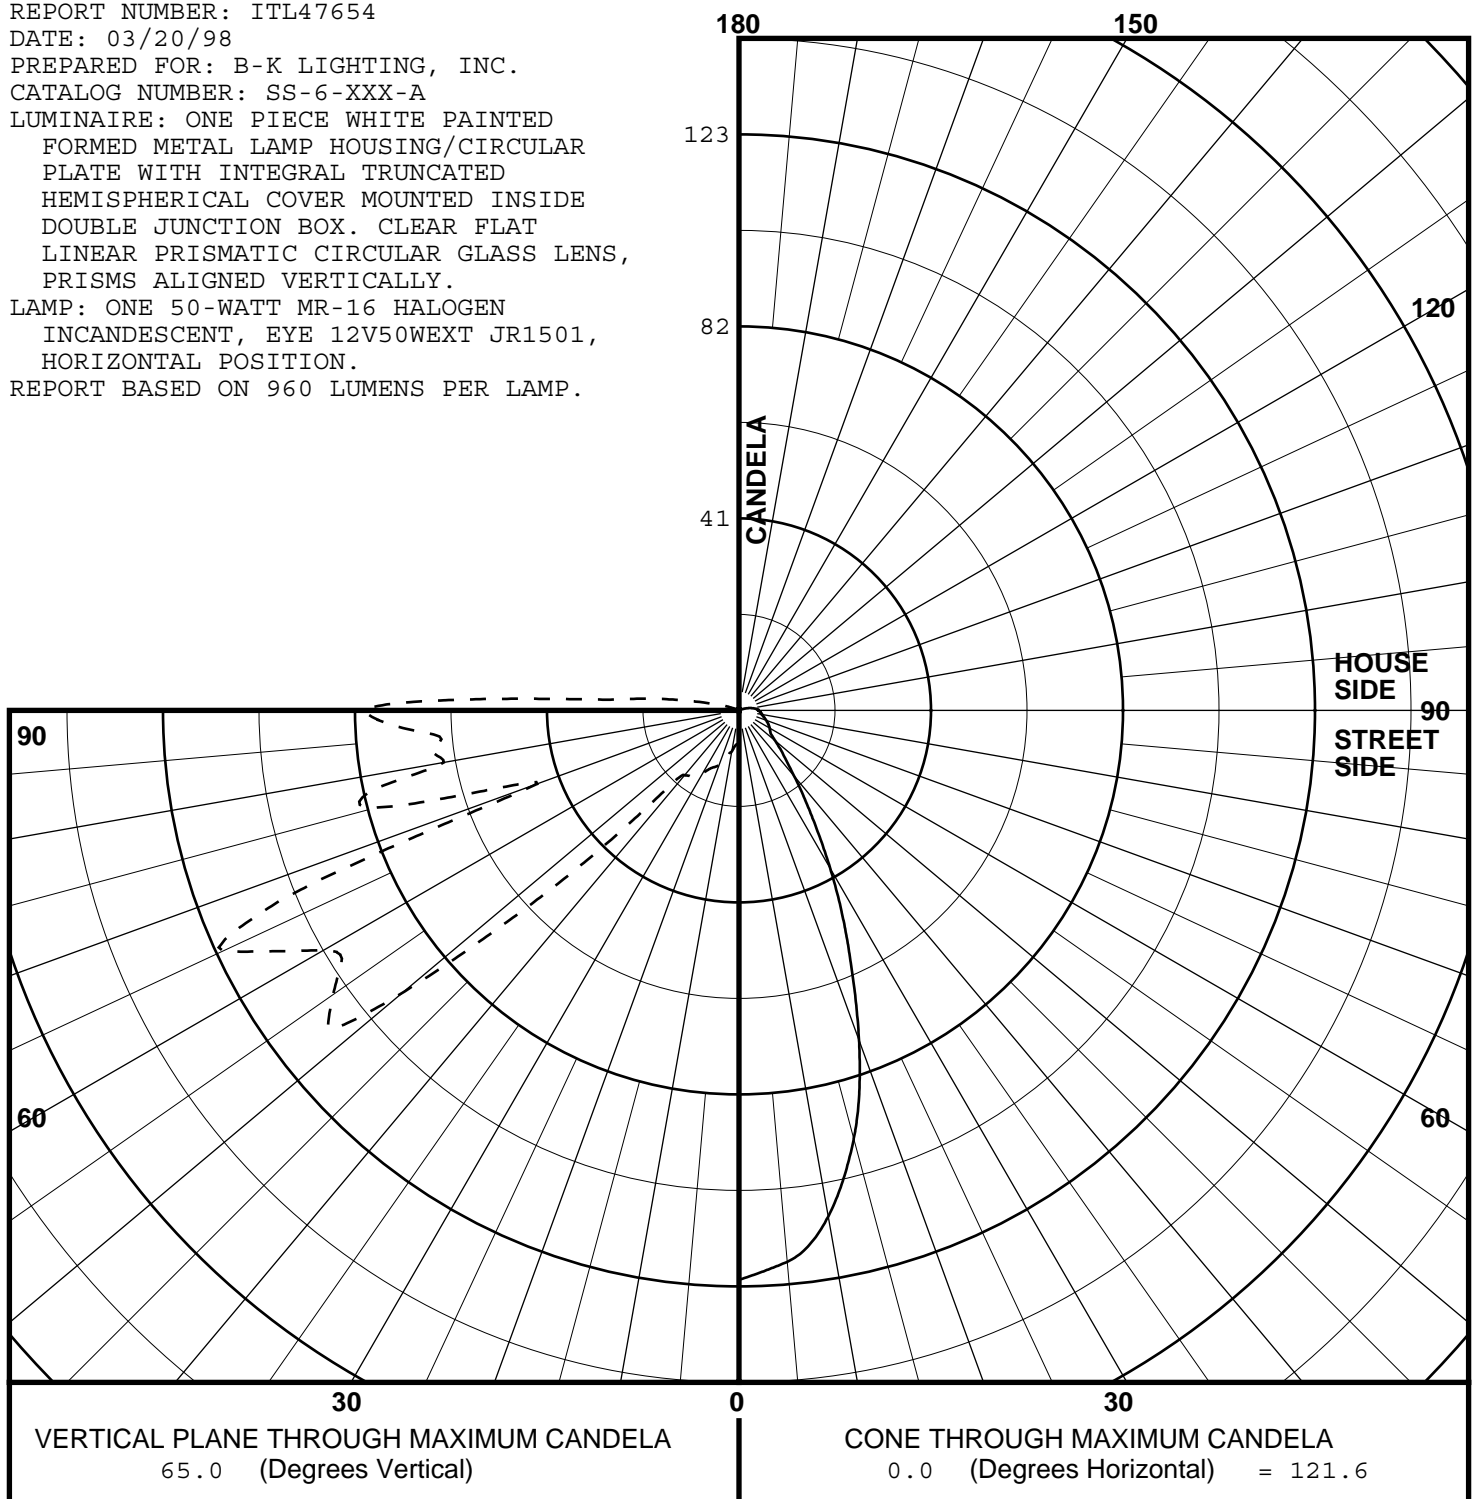 REPORT NUMBER: ITL47654
DATE: 03/20/98
PREPARED FOR: B-K LIGHTING, INC.
CATALOG NUMBER: SS-6-XXX-A
LUMINAIRE: ONE PIECE WHITE PAINTED
FORMED METAL LAMP HOUSING/CIRCULAR
PLATE WITH INTEGRAL TRUNCATED
HEMISPHERICAL COVER MOUNTED INSIDE
DOUBLE JUNCTION BOX. CLEAR FLAT
LINEAR PRISMATIC CIRCULAR GLASS LENS,
PRISMS ALIGNED VERTICALLY.
LAMP: ONE 50-WATT MR-16 HALOGEN
INCANDESCENT, EYE 12V50WEXT JR1501,
HORIZONTAL POSITION.
REPORT BASED ON 960 LUMENS PER LAMP.
180
150
123
120
82
CANDELA
41
HOUSE
SIDE
90
90
STREET
SIDE
60
60
30
0
30
VERTICAL PLANE THROUGH MAXIMUM CANDELA
65.0 (Degrees Vertical)
CONE THROUGH MAXIMUM CANDELA
0.0 (Degrees Horizontal) = 121.6